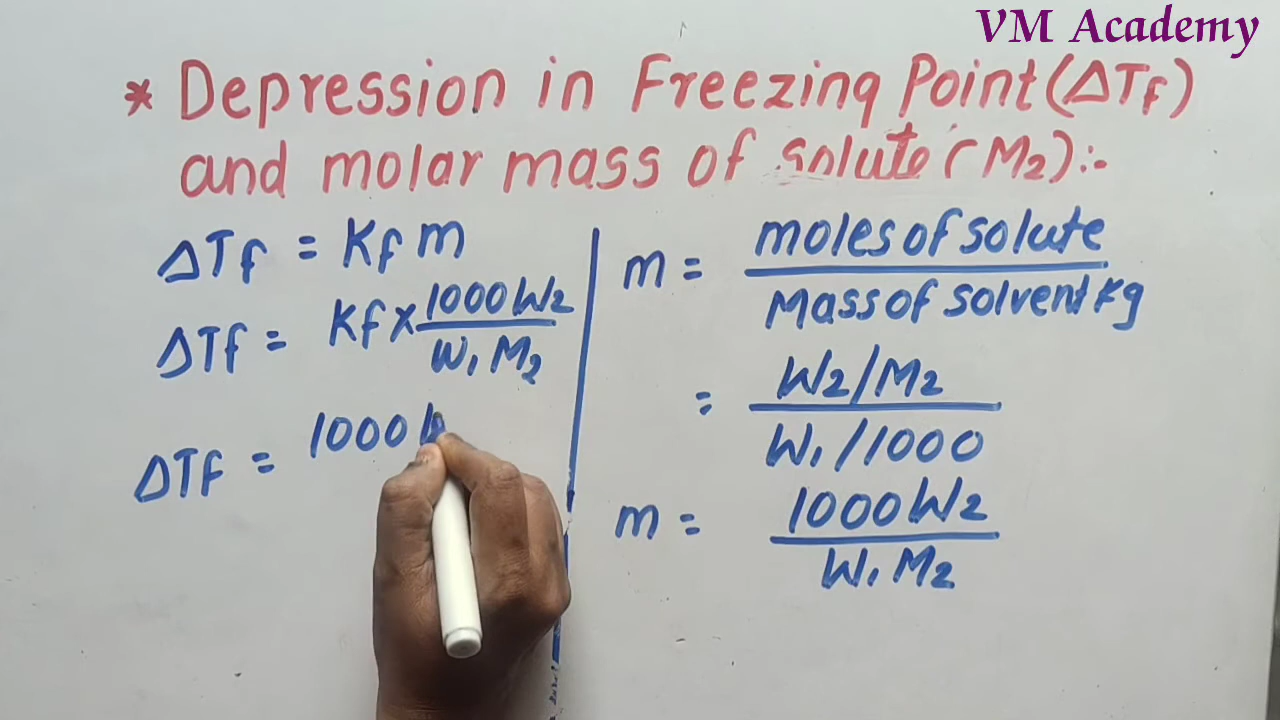 VM Academy
* Depression in Freezing Point (ΔTf)
and molar mass of solute (M2):-
ΔTf = Kf m
ΔTf = Kf × 1000 W2
W1 M2
ΔTf = 1000
m = moles of solute
Mass of solvent kg
= W2/M2
W1/1000
m = 1000 W2
W1 M2